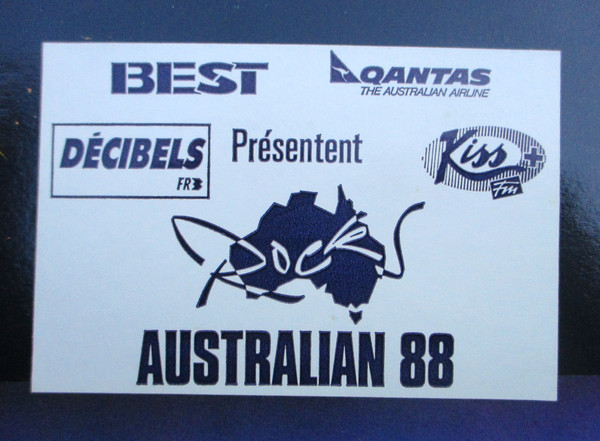 BEST
QANTAS
THE AUSTRALIAN AIRLINE
DÉCIBELS
FR3
Présentent
Kiss +
Fm
Rock's
AUSTRALIAN 88